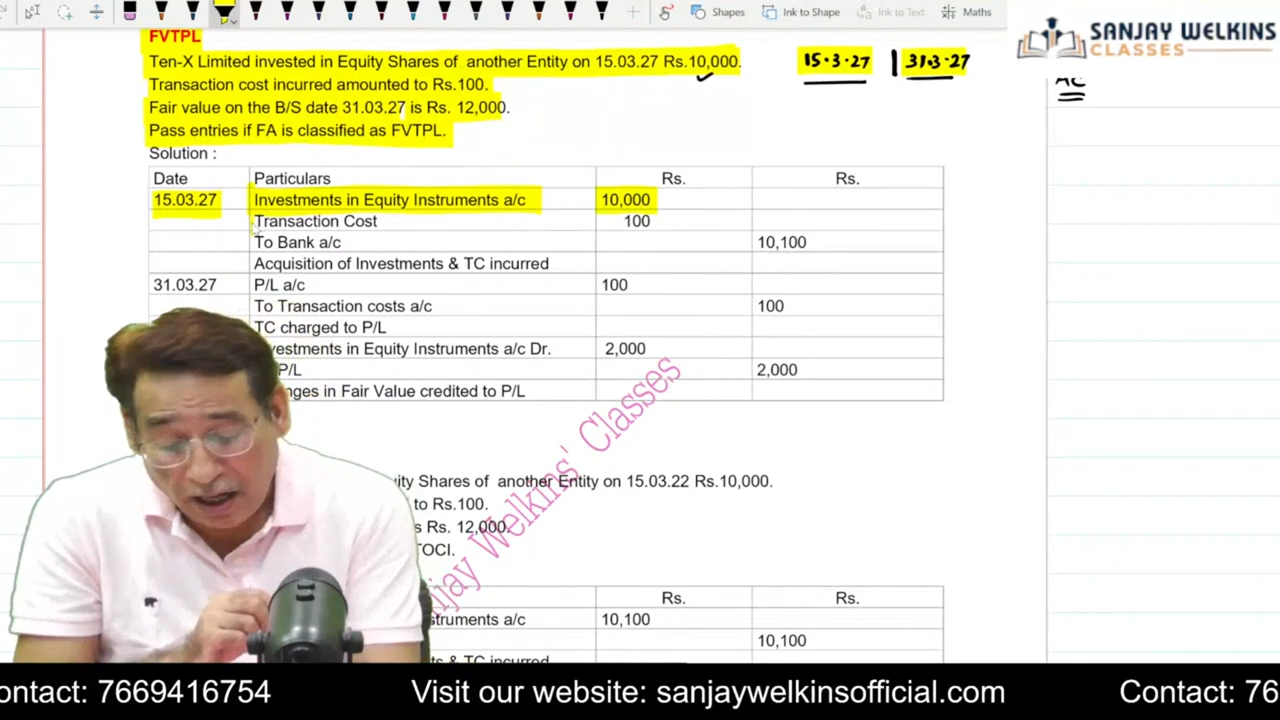 Shapes Ink to Shape Ink to Text Maths
SANJAY WELKINS
CLASSES
FVTPL
Ten-X Limited invested in Equity Shares of another Entity on 15.03.27 Rs.10,000.
15.3.27 | 31.3.27
AC
Transaction cost incurred amounted to Rs.100.
Fair value on the B/S date 31.03.27 is Rs. 12,000.
Pass entries if FA is classified as FVTPL.
Solution :
Date Particulars Rs. Rs.
15.03.27 Investments in Equity Instruments a/c 10,000
Transaction Cost 100
To Bank a/c 10,100
Acquisition of Investments & TC incurred
31.03.27 P/L a/c 100
To Transaction costs a/c 100
TC charged to P/L
vestments in Equity Instruments a/c Dr. 2,000
P/L 2,000
nges in Fair Value credited to P/L
uity Shares of another Entity on 15.03.22 Rs.10,000.
to Rs.100.
s Rs. 12,000.
TOCI.
Rs. Rs.
struments a/c 10,100
10,100
ts & TC incurred
njay Welkins' Classes
ontact: 7669416754 Visit our website: sanjaywelkinsofficial.com Contact: 76